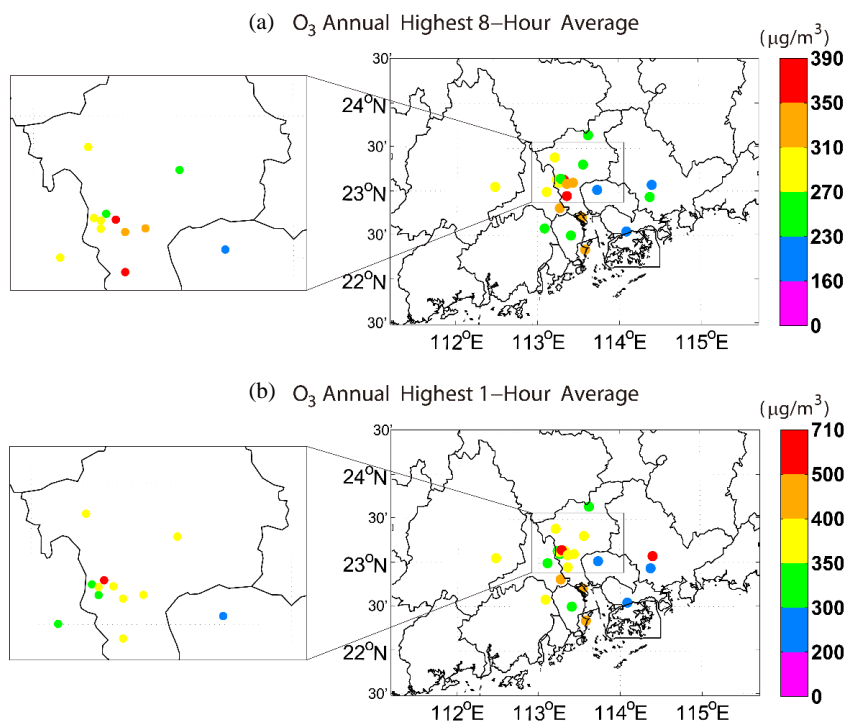 (a) O₃ Annual Highest 8–Hour Average
(μg/m³)
30'
24°N
30'
23°N
30'
22°N
30'
112°E 113°E 114°E 115°E
390
350
310
270
230
160
0
(b) O₃ Annual Highest 1–Hour Average
(μg/m³)
30'
24°N
30'
23°N
30'
22°N
30'
112°E 113°E 114°E 115°E
710
500
400
350
300
200
0